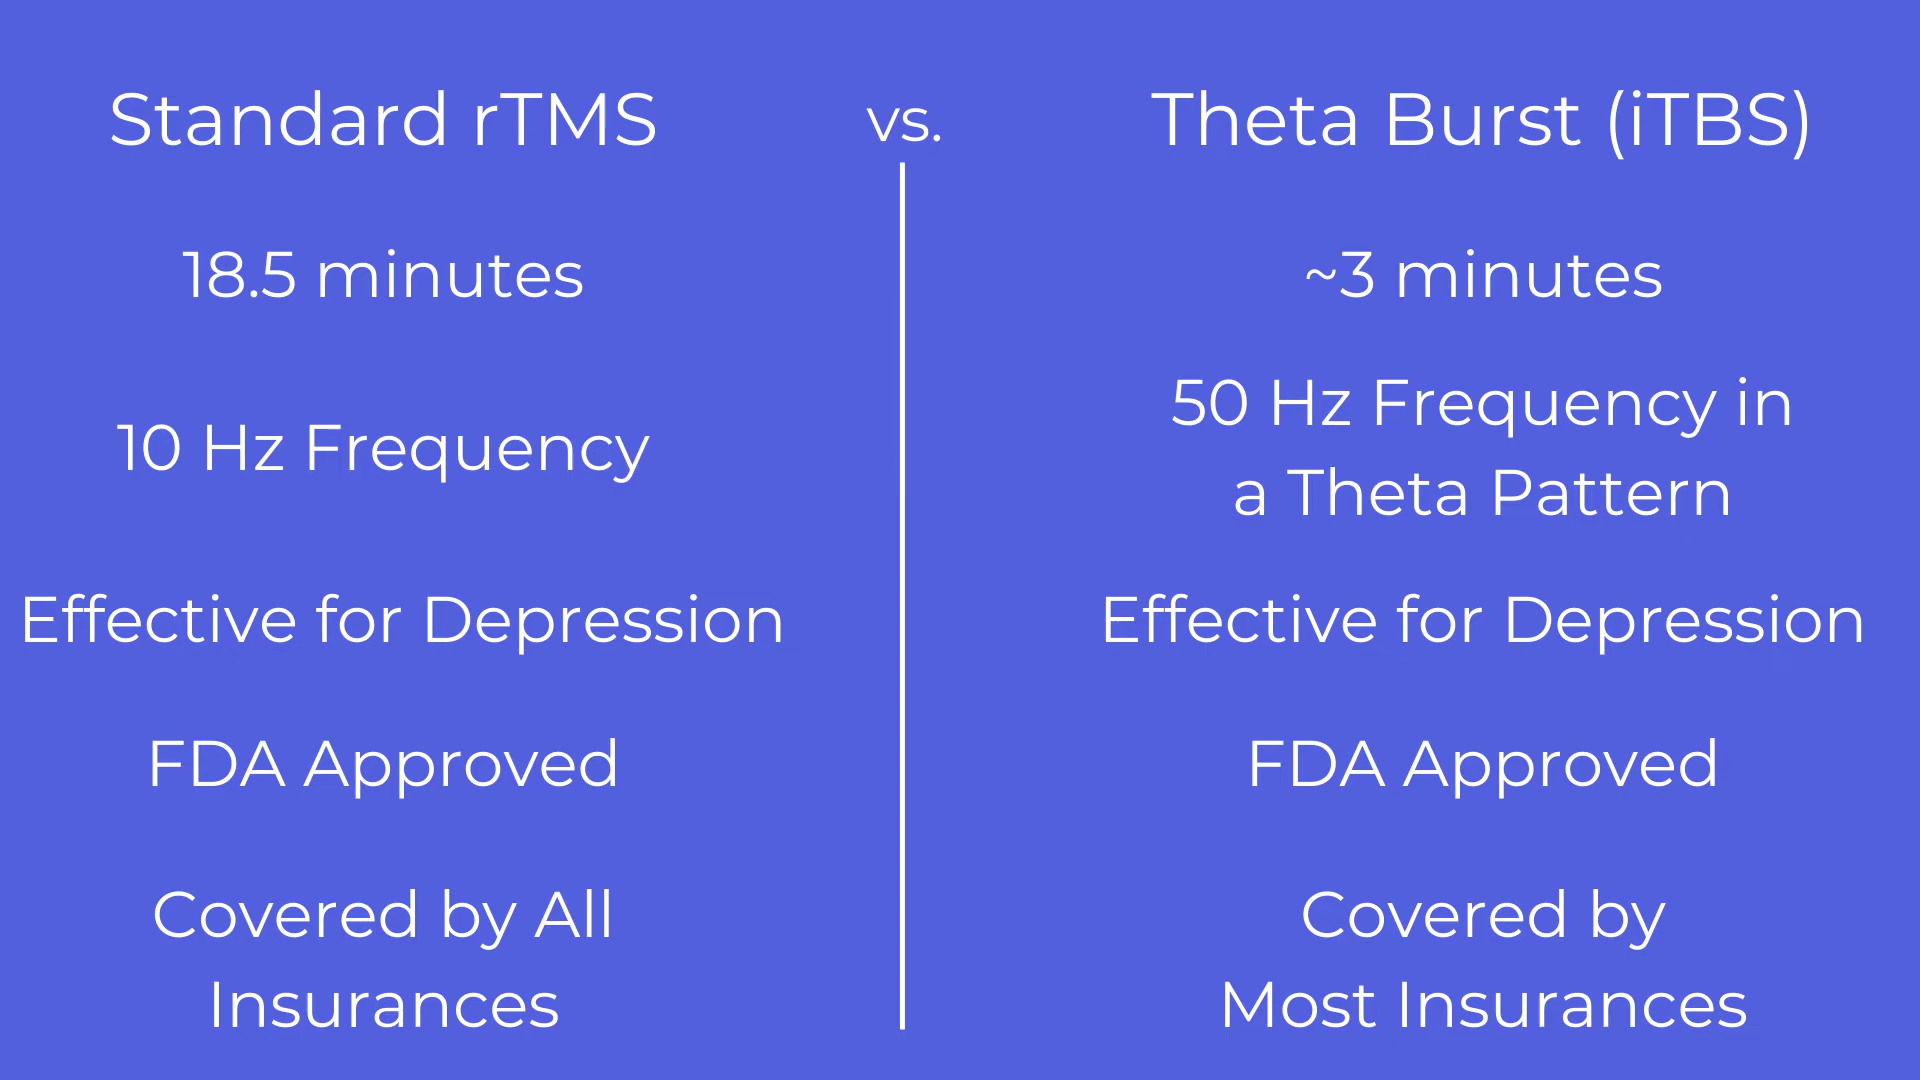 Standard rTMS
vs.
Theta Burst (iTBS)
18.5 minutes
~3 minutes
10 Hz Frequency
50 Hz Frequency in
a Theta Pattern
Effective for Depression
Effective for Depression
FDA Approved
FDA Approved
Covered by All
Insurances
Covered by
Most Insurances